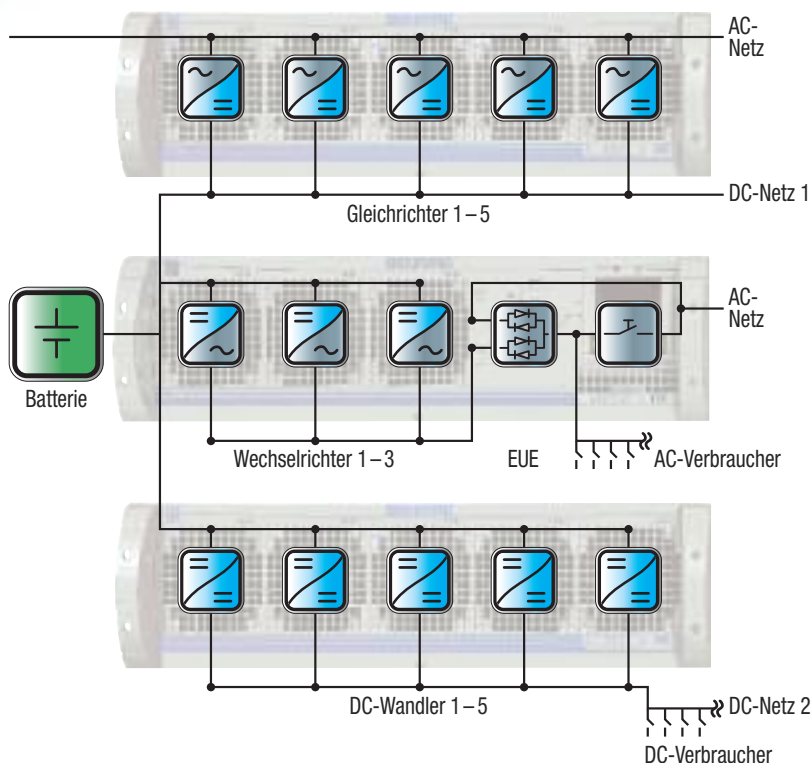 AC-
Netz
DC-Netz 1
Gleichrichter 1–5
AC-
Netz
Batterie
Wechselrichter 1–3
EUE
AC-Verbraucher
DC-Wandler 1–5
DC-Netz 2
DC-Verbraucher